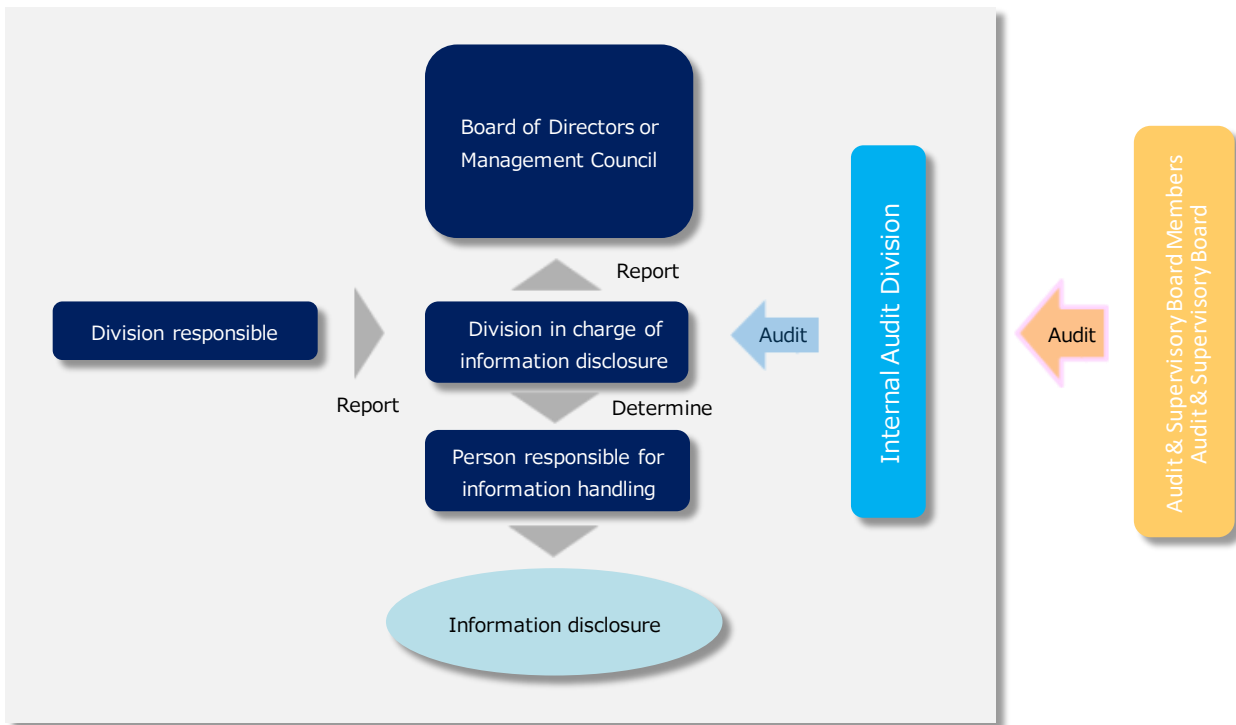 Board of Directors or
Management Council
Report
Division responsible
Report
Division in charge of
information disclosure
Determine
Person responsible for
information handling
Information disclosure
Audit
Internal Audit Division
Audit
Audit & Supervisory Board Members
Audit & Supervisory Board